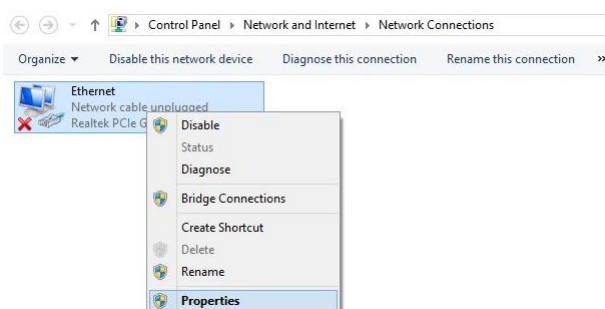 Control Panel ▸ Network and Internet ▸ Network Connections
Organize ▾ Disable this network device Diagnose this connection Rename this connection »
Ethernet
Network cable unplugged
Realtek PCIe G
Disable
Status
Diagnose
Bridge Connections
Create Shortcut
Delete
Rename
Properties